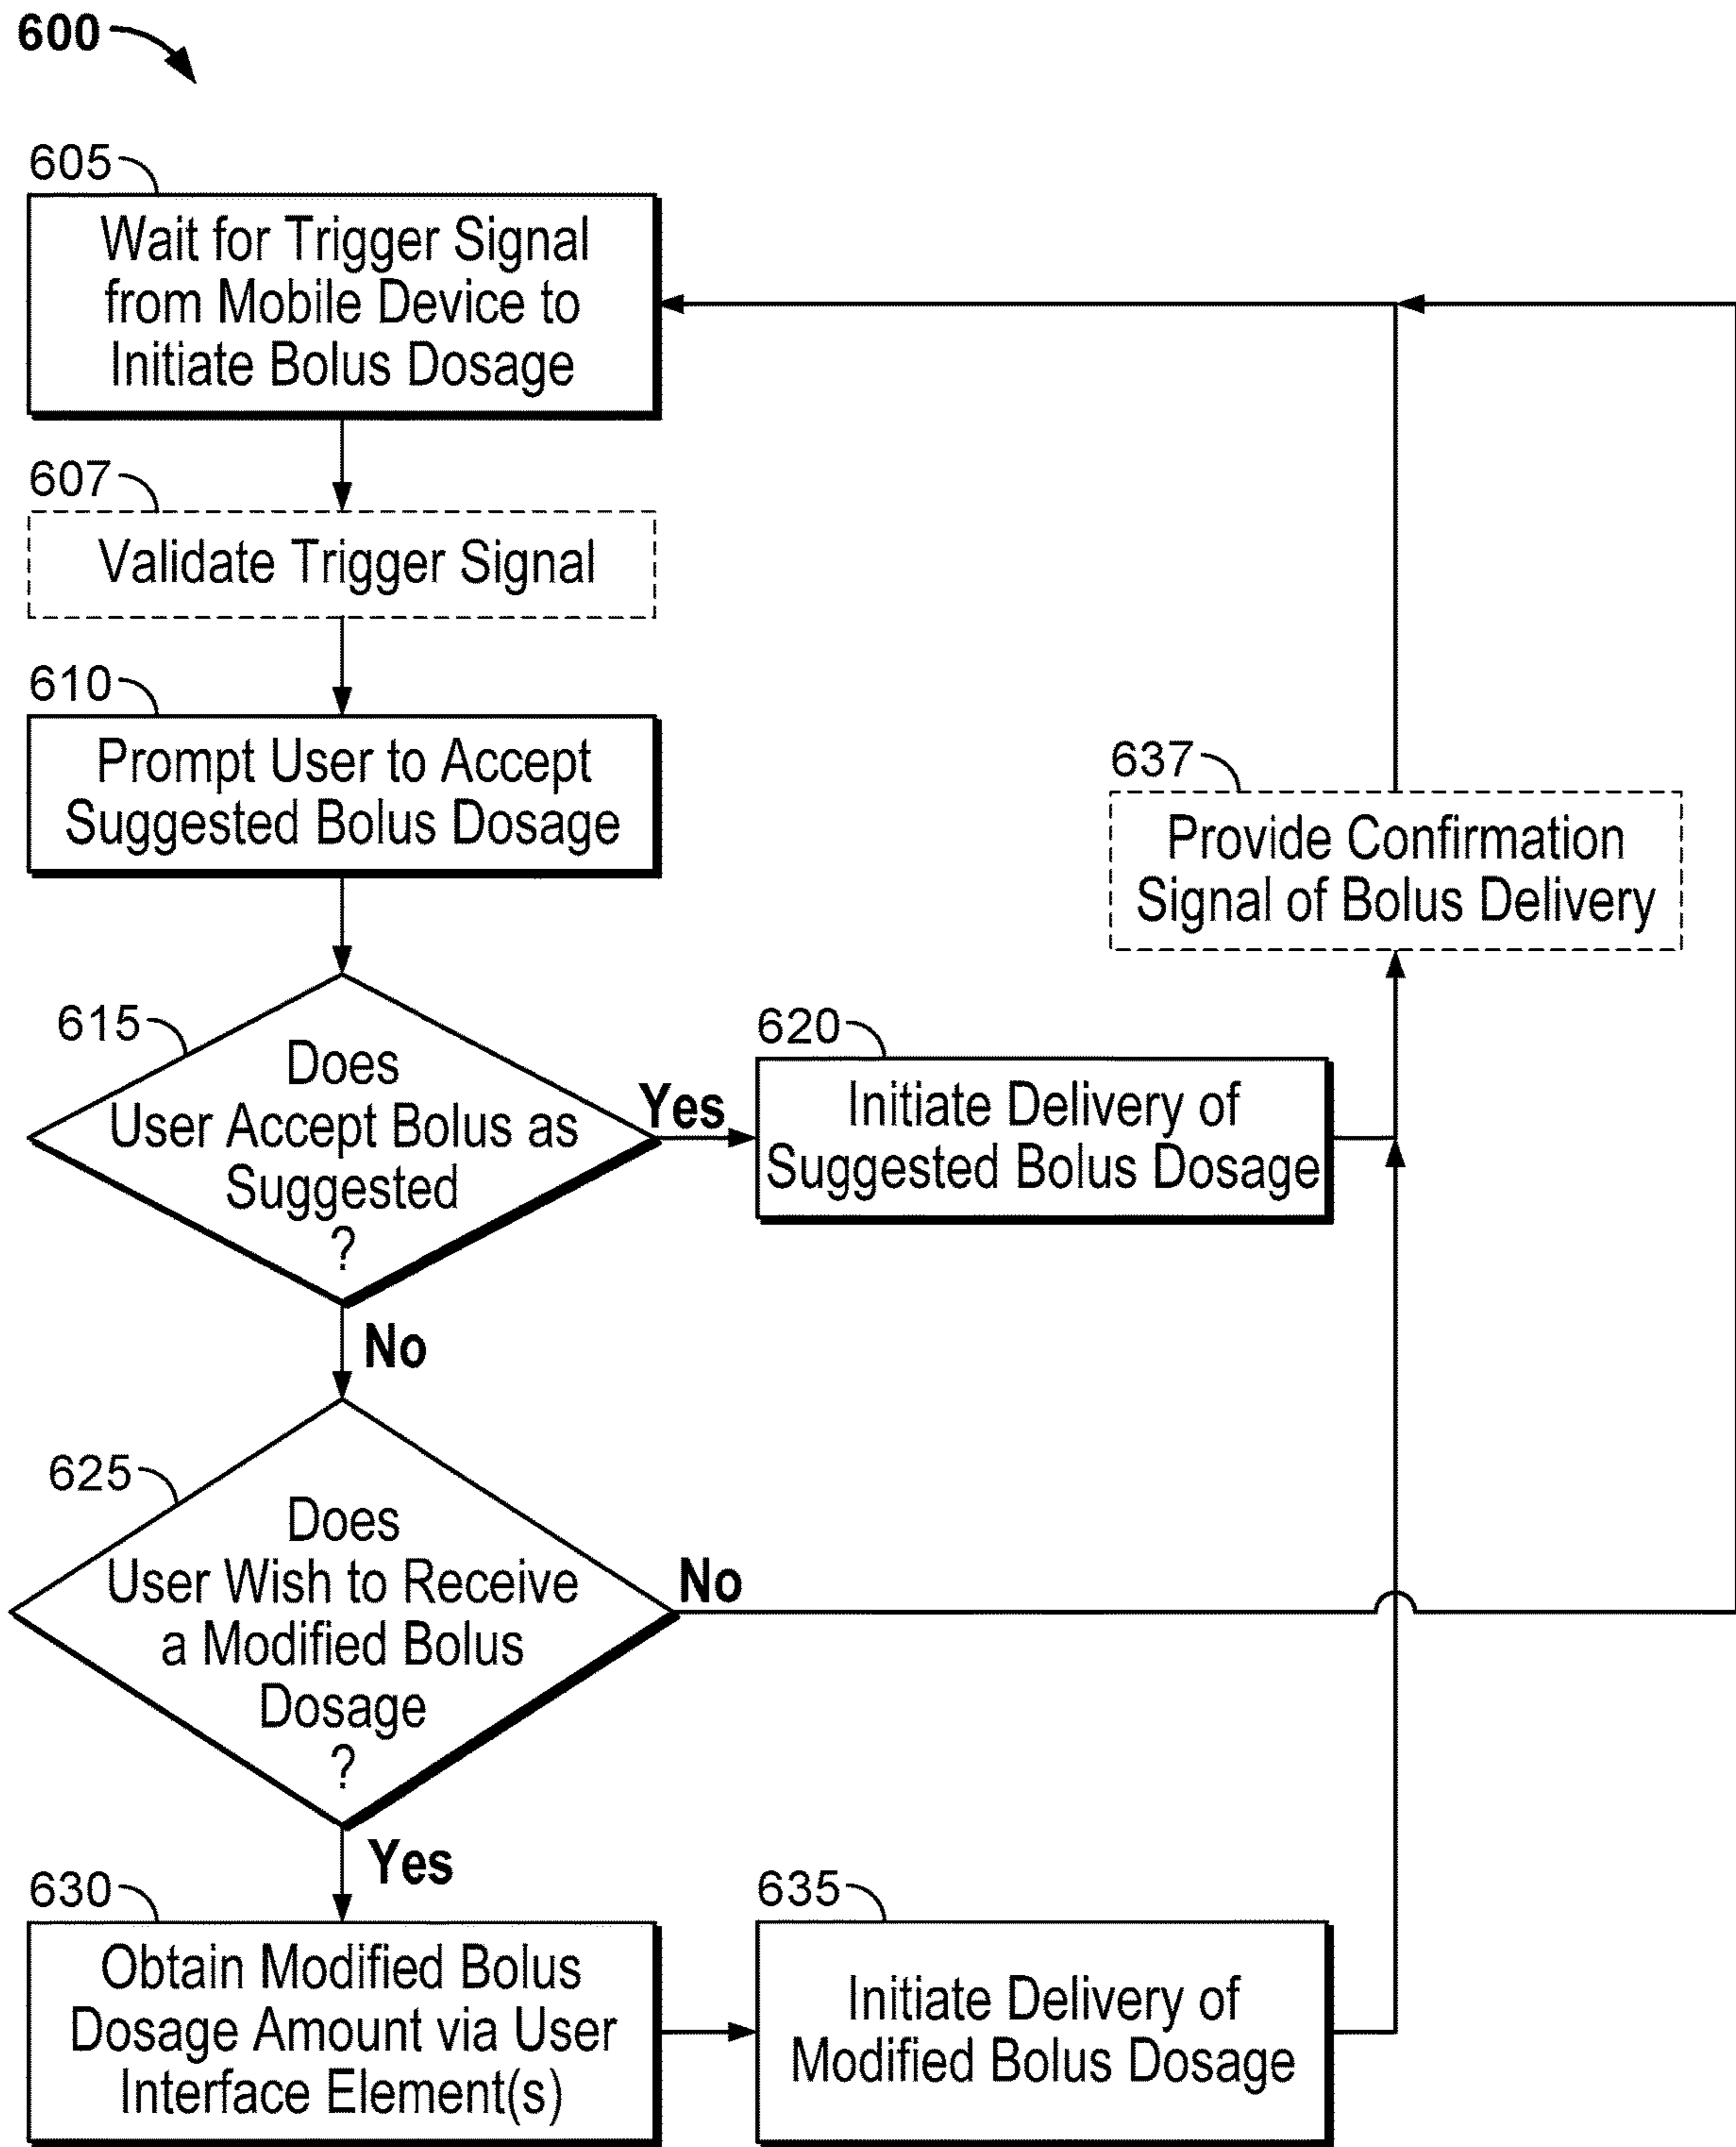 600
605
Wait for Trigger Signal
from Mobile Device to
Initiate Bolus Dosage
607
Validate Trigger Signal
610
Prompt User to Accept
Suggested Bolus Dosage
637
Provide Confirmation
Signal of Bolus Delivery
615
Does
User Accept Bolus as
Suggested
?
Yes
620
Initiate Delivery of
Suggested Bolus Dosage
No
625
Does
User Wish to Receive
a Modified Bolus
Dosage
?
No
Yes
630
Obtain Modified Bolus
Dosage Amount via User
Interface Element(s)
635
Initiate Delivery of
Modified Bolus Dosage